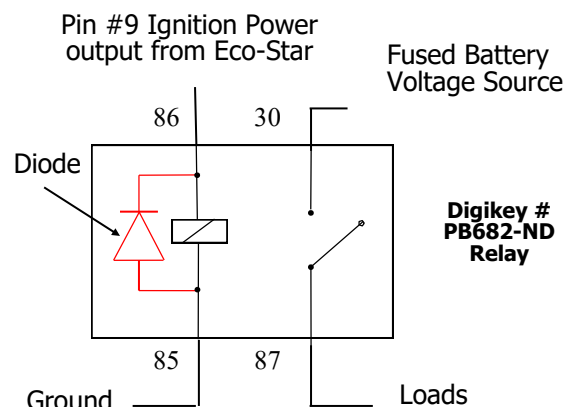 Pin #9 Ignition Power
output from Eco-Star
Fused Battery
Voltage Source
86
30
Diode
Digikey #
PB682-ND
Relay
85
87
Ground
Loads